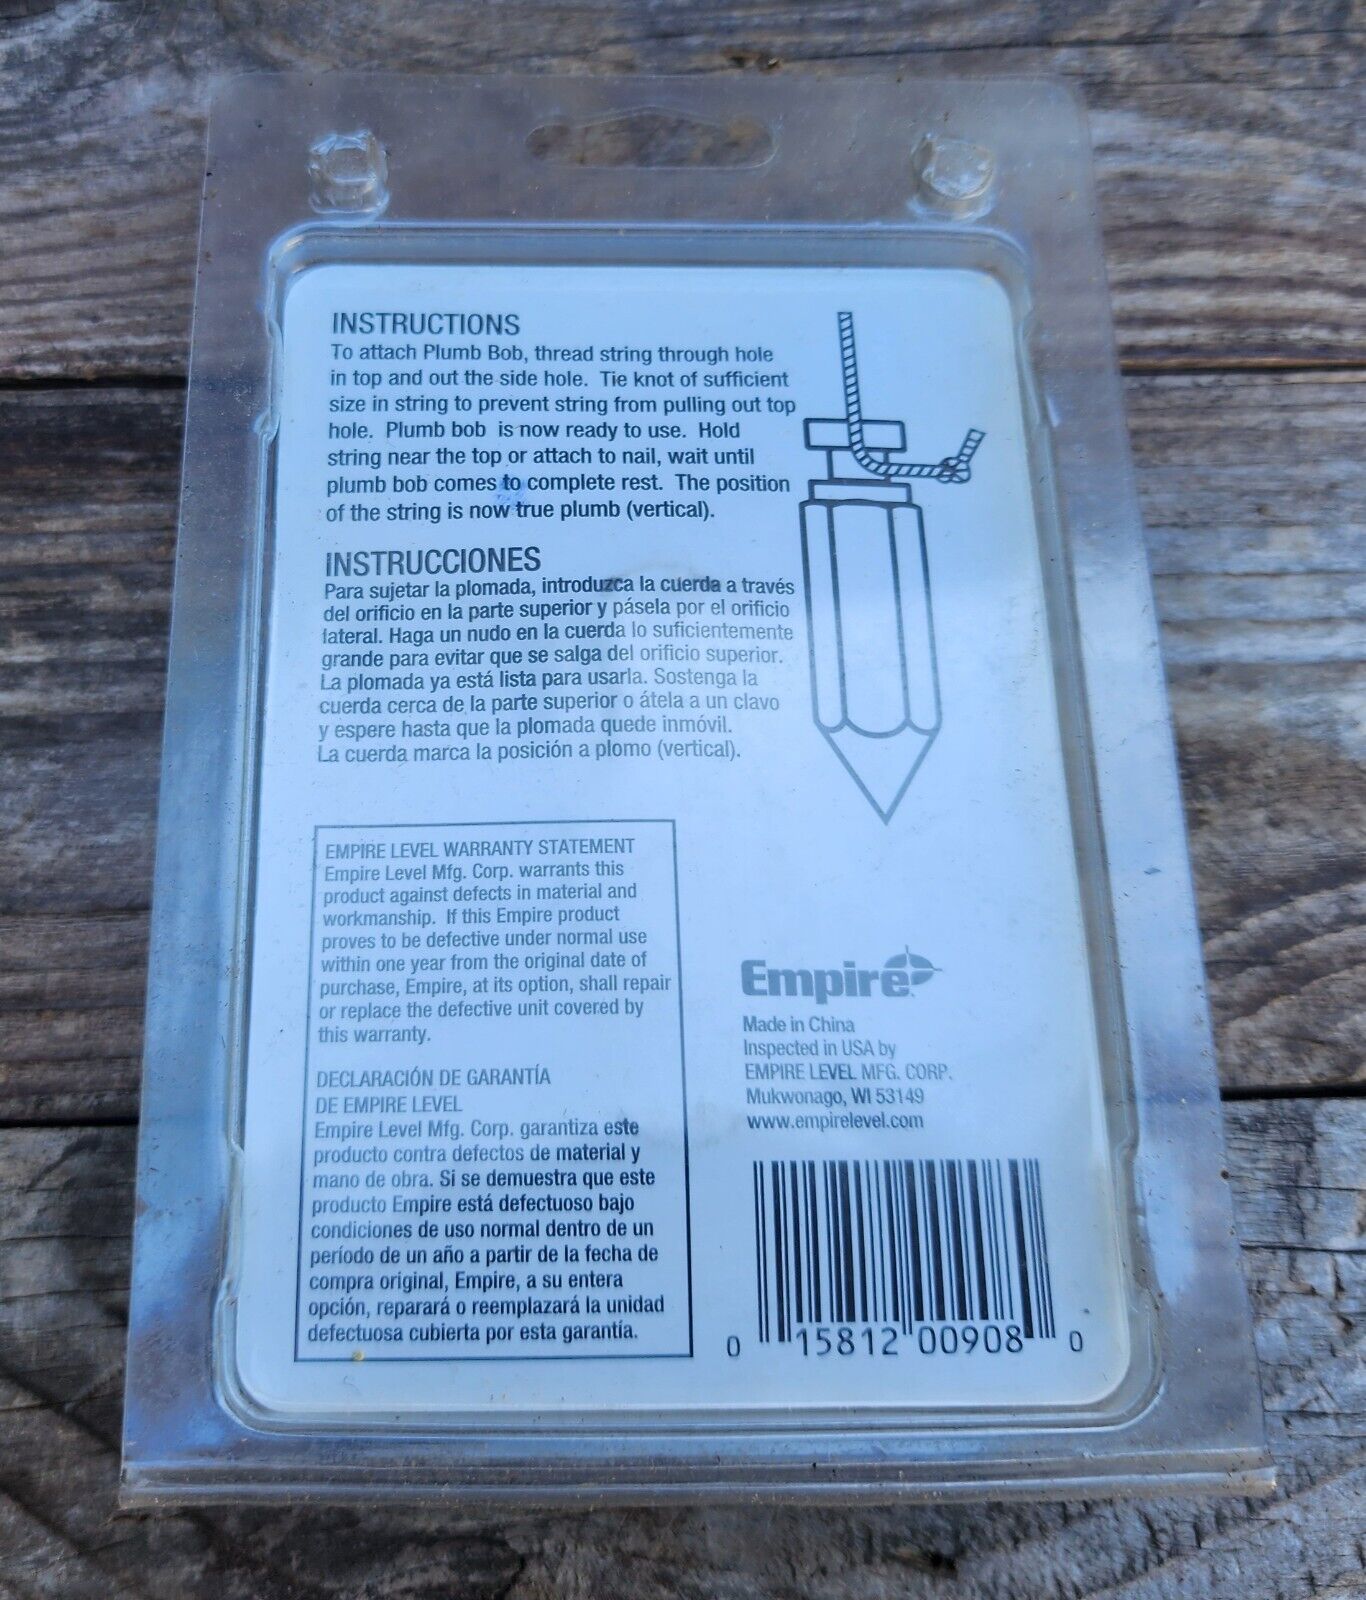 INSTRUCTIONS
To attach Plumb Bob, thread string through hole
in top and out the side hole.  Tie knot of sufficient
size in string to prevent string from pulling out top
hole.  Plumb bob  is now ready to use.  Hold
string near the top or attach to nail, wait until
plumb bob comes to complete rest.  The position
of the string is now true plumb (vertical).
INSTRUCCIONES
Para sujetar la plomada, introduzca la cuerda a través
del orificio en la parte superior y pásela por el orificio
lateral. Haga un nudo en la cuerda lo suficientemente
grande para evitar que se salga del orificio superior.
La plomada ya está lista para usarla. Sostenga la
cuerda cerca de la parte superior o átela a un clavo
y espere hasta que la plomada quede inmóvil.
La cuerda marca la posición a plomo (vertical).
EMPIRE LEVEL WARRANTY STATEMENT
Empire Level Mfg. Corp. warrants this
product against defects in material and
workmanship.  If this Empire product
proves to be defective under normal use
within one year from the original date of
purchase, Empire, at its option, shall repair
or replace the defective unit covered by
this warranty.
DECLARACIÓN DE GARANTÍA
DE EMPIRE LEVEL
Empire Level Mfg. Corp. garantiza este
producto contra defectos de material y
mano de obra. Si se demuestra que este
producto Empire está defectuoso bajo
condiciones de uso normal dentro de un
período de un año a partir de la fecha de
compra original, Empire, a su entera
opción, reparará o reemplazará la unidad
defectuosa cubierta por esta garantía.
Empire
Made in China
Inspected in USA by
EMPIRE LEVEL MFG. CORP.
Mukwonago, WI 53149
www.empirelevel.com
0 15812 00908 0